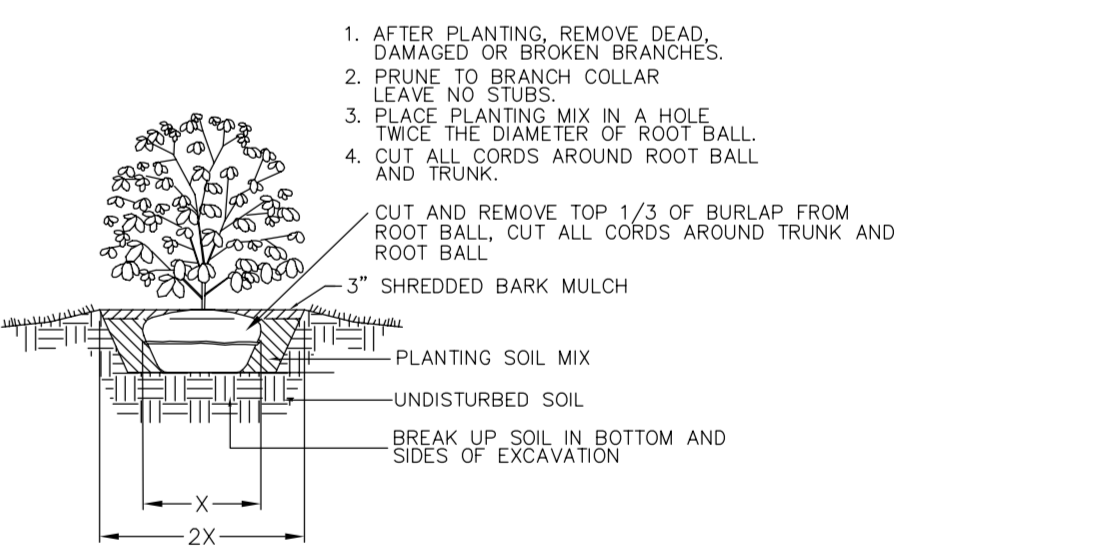 1. AFTER PLANTING, REMOVE DEAD,
DAMAGED OR BROKEN BRANCHES.
2. PRUNE TO BRANCH COLLAR
LEAVE NO STUBS.
3. PLACE PLANTING MIX IN A HOLE
TWICE THE DIAMETER OF ROOT BALL.
4. CUT ALL CORDS AROUND ROOT BALL
AND TRUNK.
CUT AND REMOVE TOP 1/3 OF BURLAP FROM
ROOT BALL, CUT ALL CORDS AROUND TRUNK AND
ROOT BALL
3" SHREDDED BARK MULCH
PLANTING SOIL MIX
UNDISTURBED SOIL
BREAK UP SOIL IN BOTTOM AND
SIDES OF EXCAVATION
X
2X